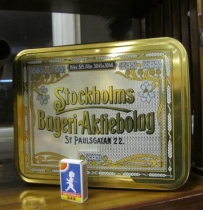 Stockholms
Bageri-Aktiebolag
ST PAULSGATAN 22.